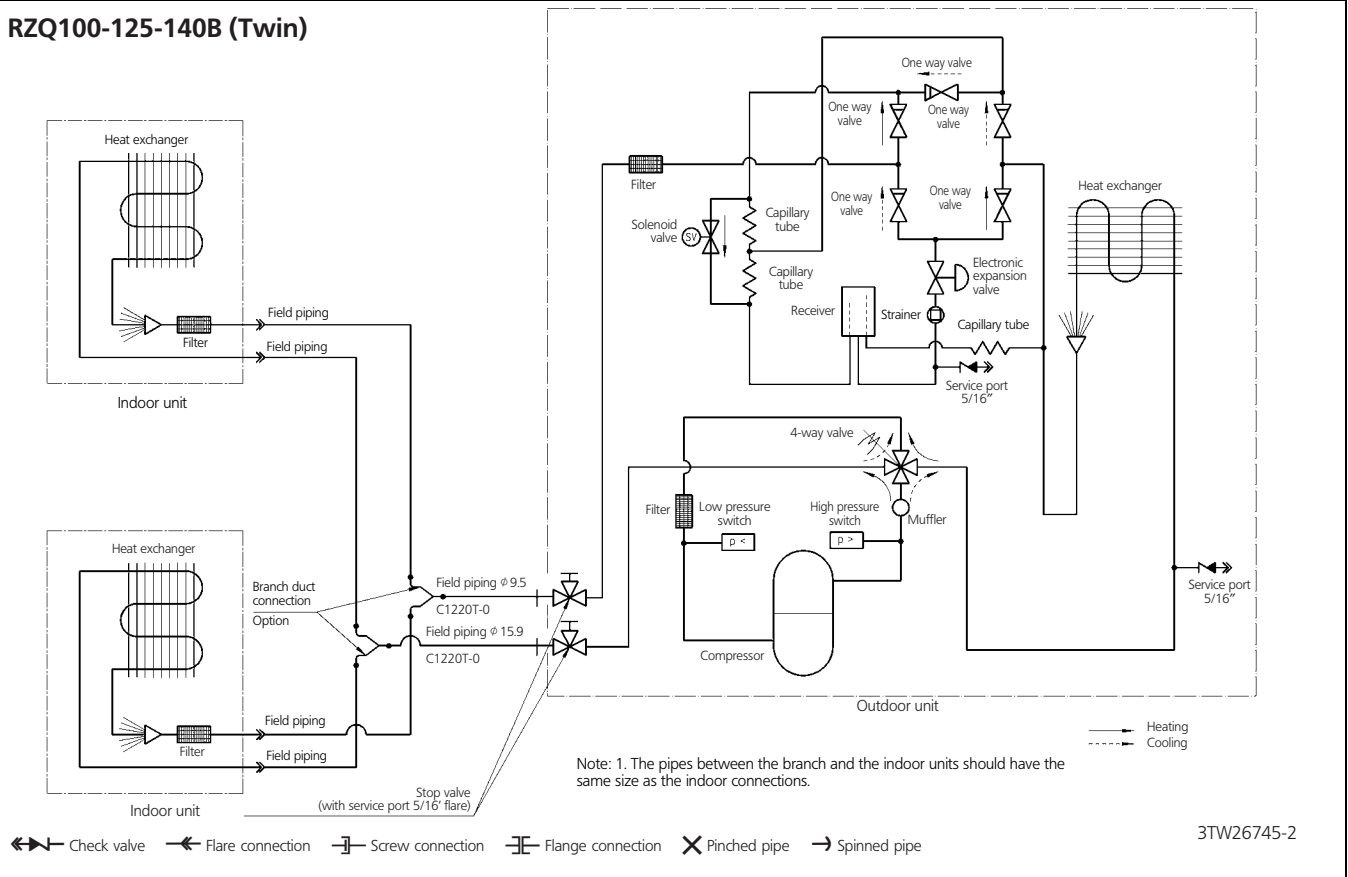 RZQ100-125-140B (Twin)
One way valve
One way
valve
One way
valve
Heat exchanger
Filter
Heat exchanger
One way
valve
One way
valve
Solenoid
valve
SV
Capillary
tube
Capillary
tube
Electronic
expansion
valve
Receiver
Strainer
Capillary tube
Field piping
Filter
Field piping
Service port
5/16″
Indoor unit
4-way valve
Filter
Low pressure
switch
High pressure
switch
Muffler
p <
p >
Heat exchanger
Branch duct
connection
Option
Field piping ϕ 9.5
C1220T-0
Field piping ϕ 15.9
C1220T-0
Service port
5/16″
Compressor
Outdoor unit
Field piping
Filter
Field piping
Heating
Cooling
Note: 1. The pipes between the branch and the indoor units should have the
same size as the indoor connections.
Stop valve
(with service port 5/16′ flare)
Indoor unit
3TW26745-2
Check valve
Flare connection
Screw connection
Flange connection
Pinched pipe
Spinned pipe